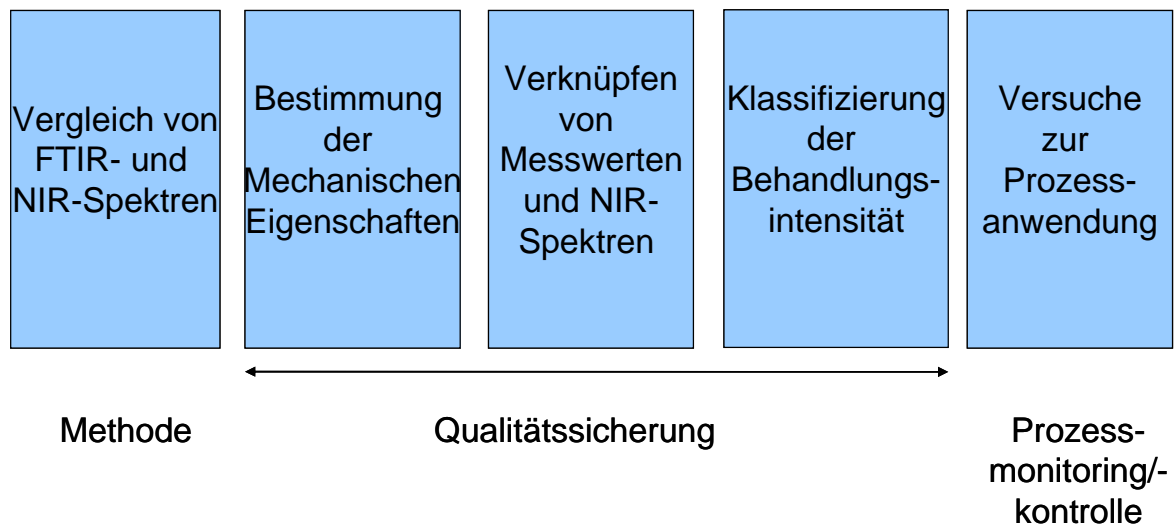 Vergleich von
FTIR- und
NIR-Spektren
Bestimmung
der
Mechanischen
Eigenschaften
Verknüpfen
von
Messwerten
und NIR-
Spektren
Klassifizierung
der
Behandlungs-
intensität
Versuche
zur
Prozess-
anwendung
Methode
Qualitätssicherung
Prozess-
monitoring/-
kontrolle